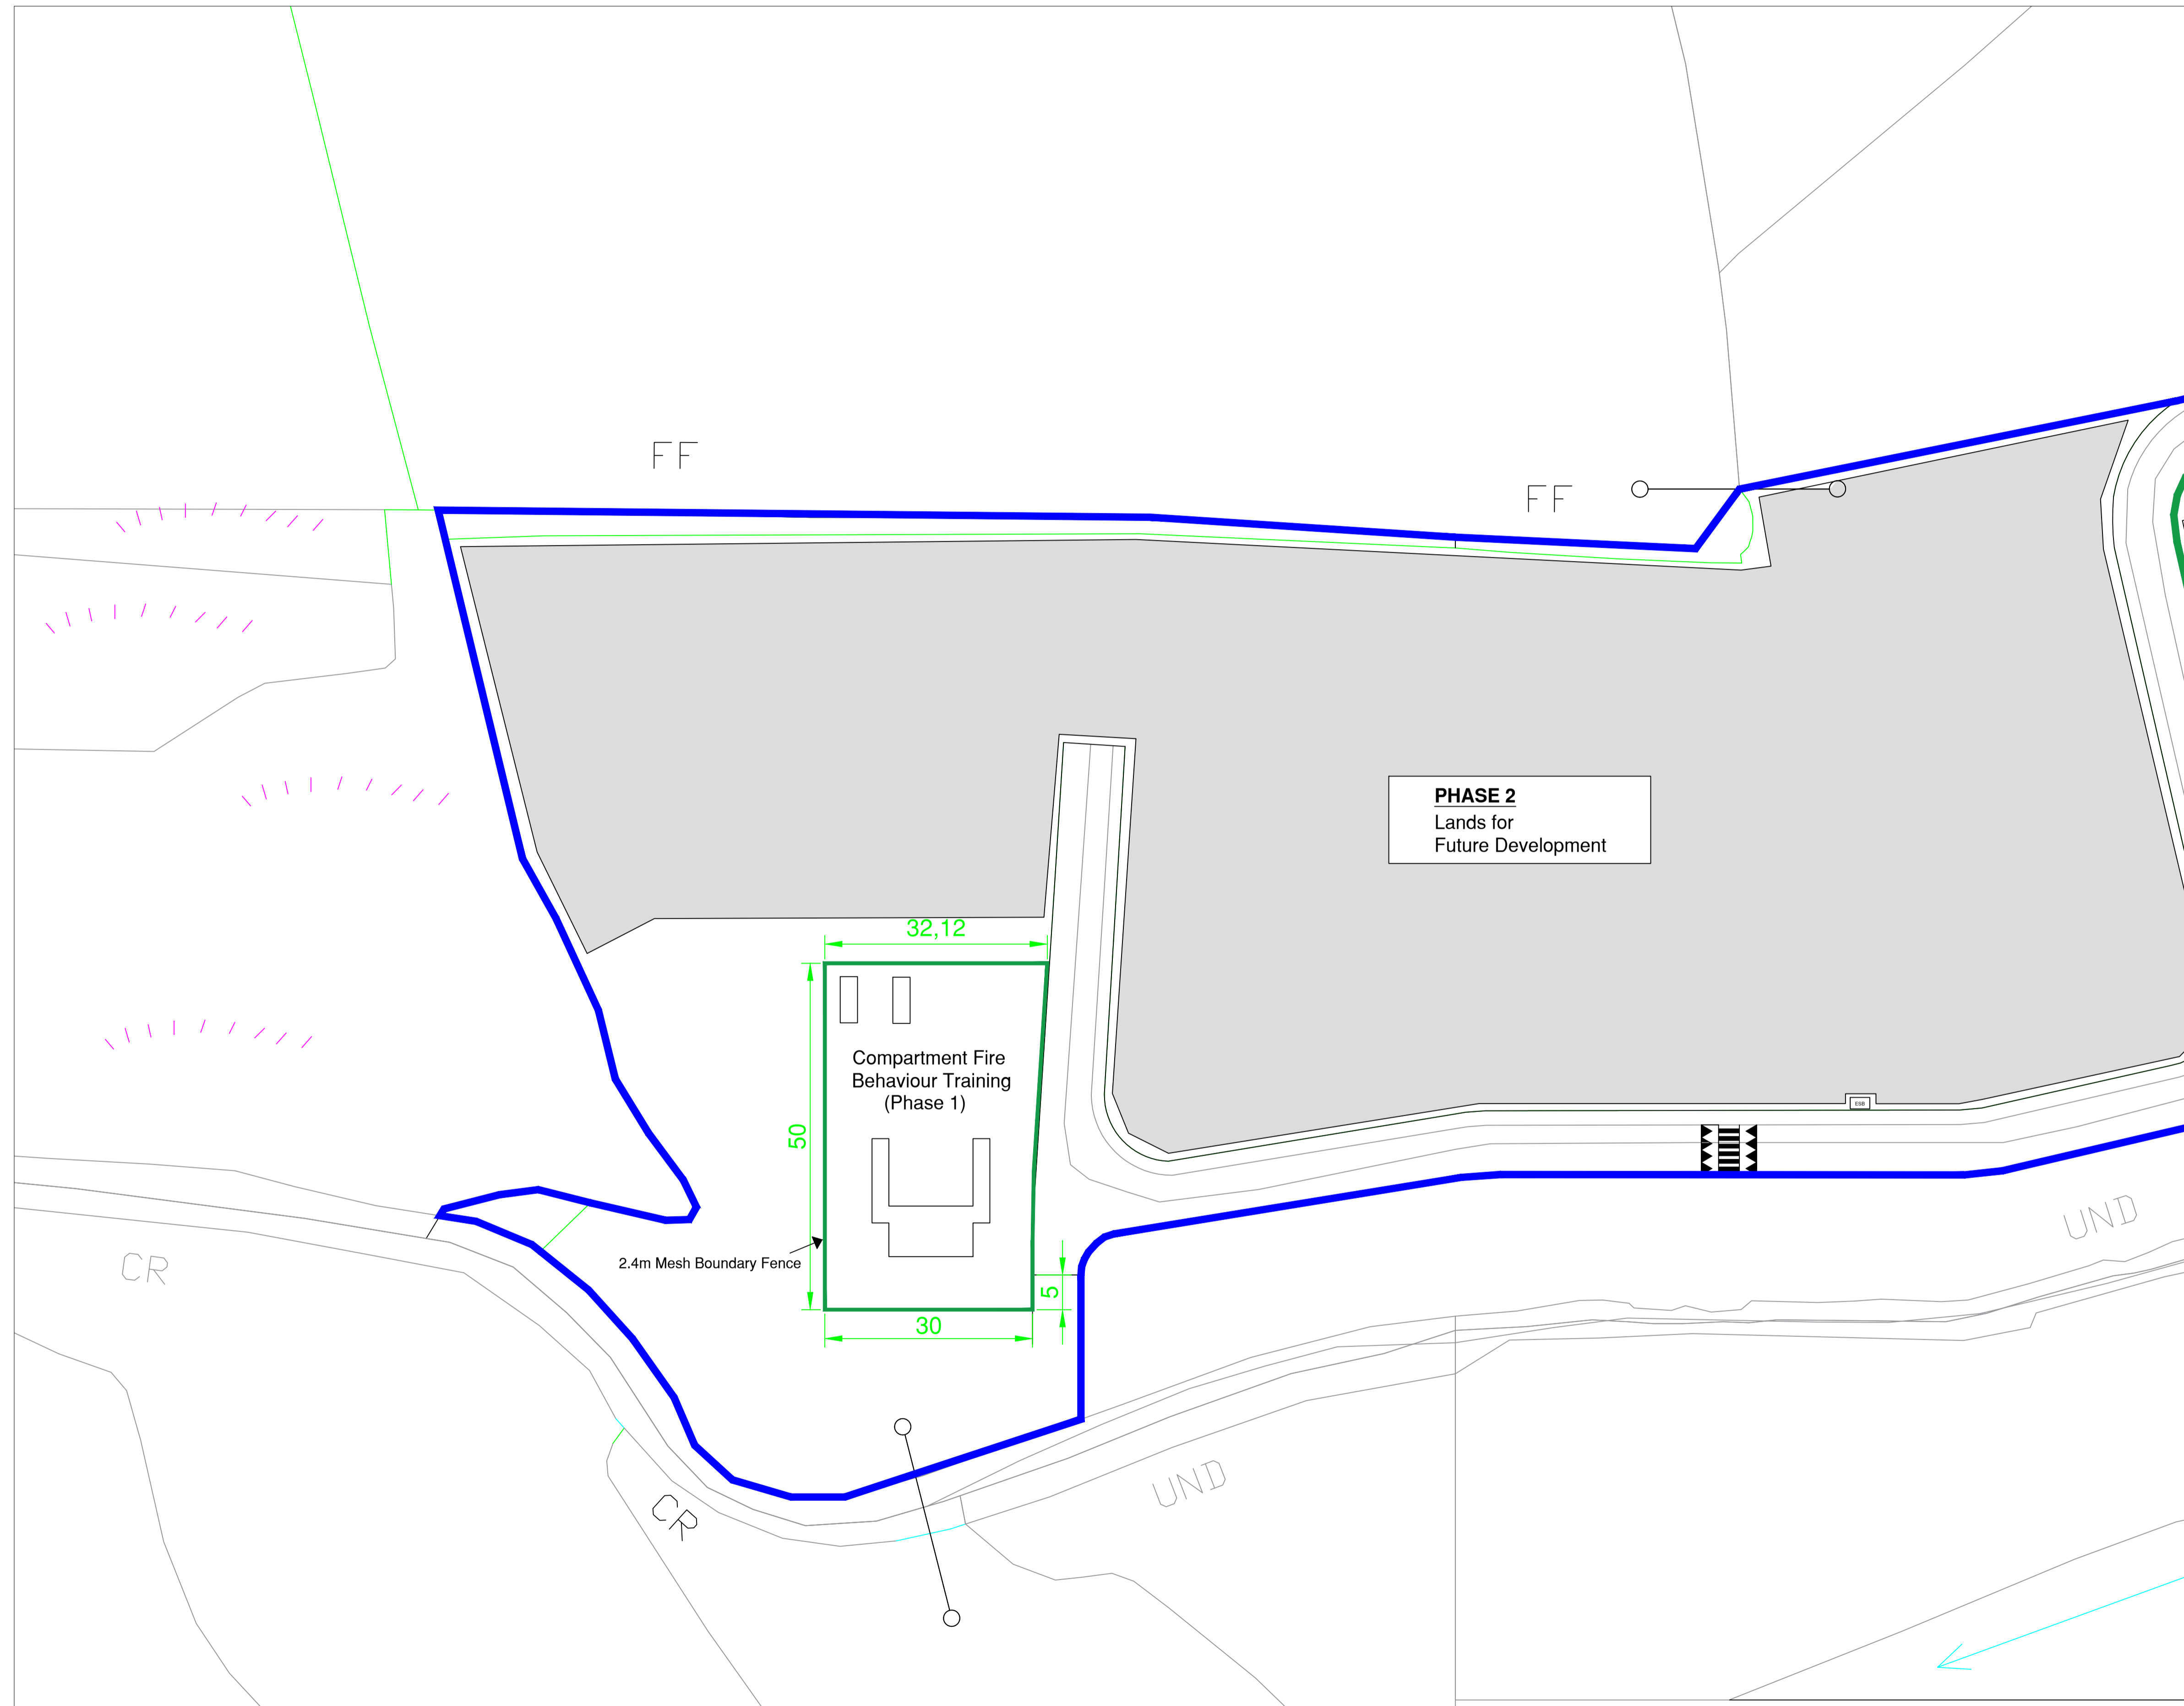 FF
FF
PHASE 2
Lands for
Future Development
32,12
Compartment Fire
Behaviour Training
(Phase 1)
50
ESB
2.4m Mesh Boundary Fence
5
30
CR
UND
CR
UND